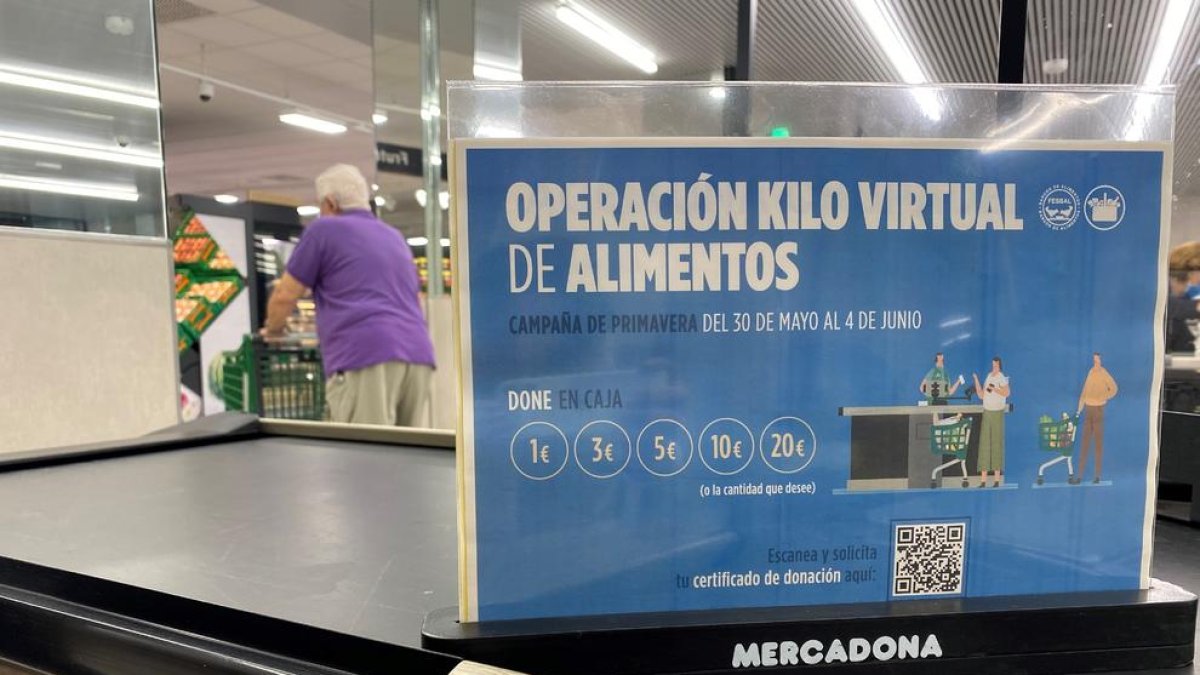 OPERACIÓN KILO VIRTUAL
DE ALIMENTOS
FESBAL
CAMPAÑA DE PRIMAVERA DEL 30 DE MAYO AL 4 DE JUNIO
DONE EN CAJA
1€ 3€ 5€ 10€ 20€
(o la cantidad que desee)
Escanea y solicita
tu certificado de donación aquí:
MERCADONA